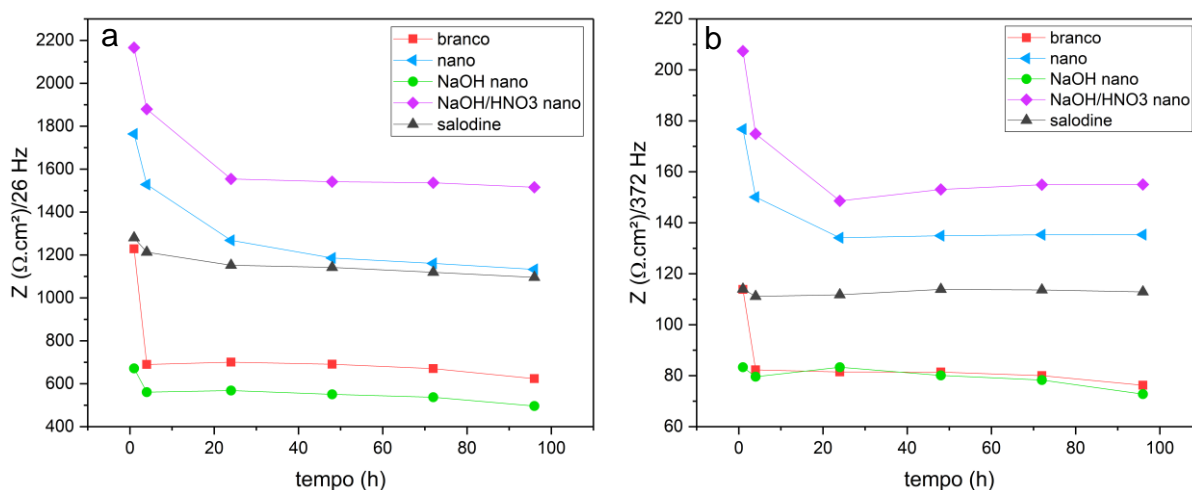 a
2200
2000
1800
1600
1400
1200
1000
800
600
400
Z (Ω.cm²)/26 Hz
0
20
40
60
80
100
tempo (h)
branco
nano
NaOH nano
NaOH/HNO3 nano
salodine
b
220
200
180
160
140
120
100
80
60
Z (Ω.cm²)/372 Hz
0
20
40
60
80
100
tempo (h)
branco
nano
NaOH nano
NaOH/HNO3 nano
salodine